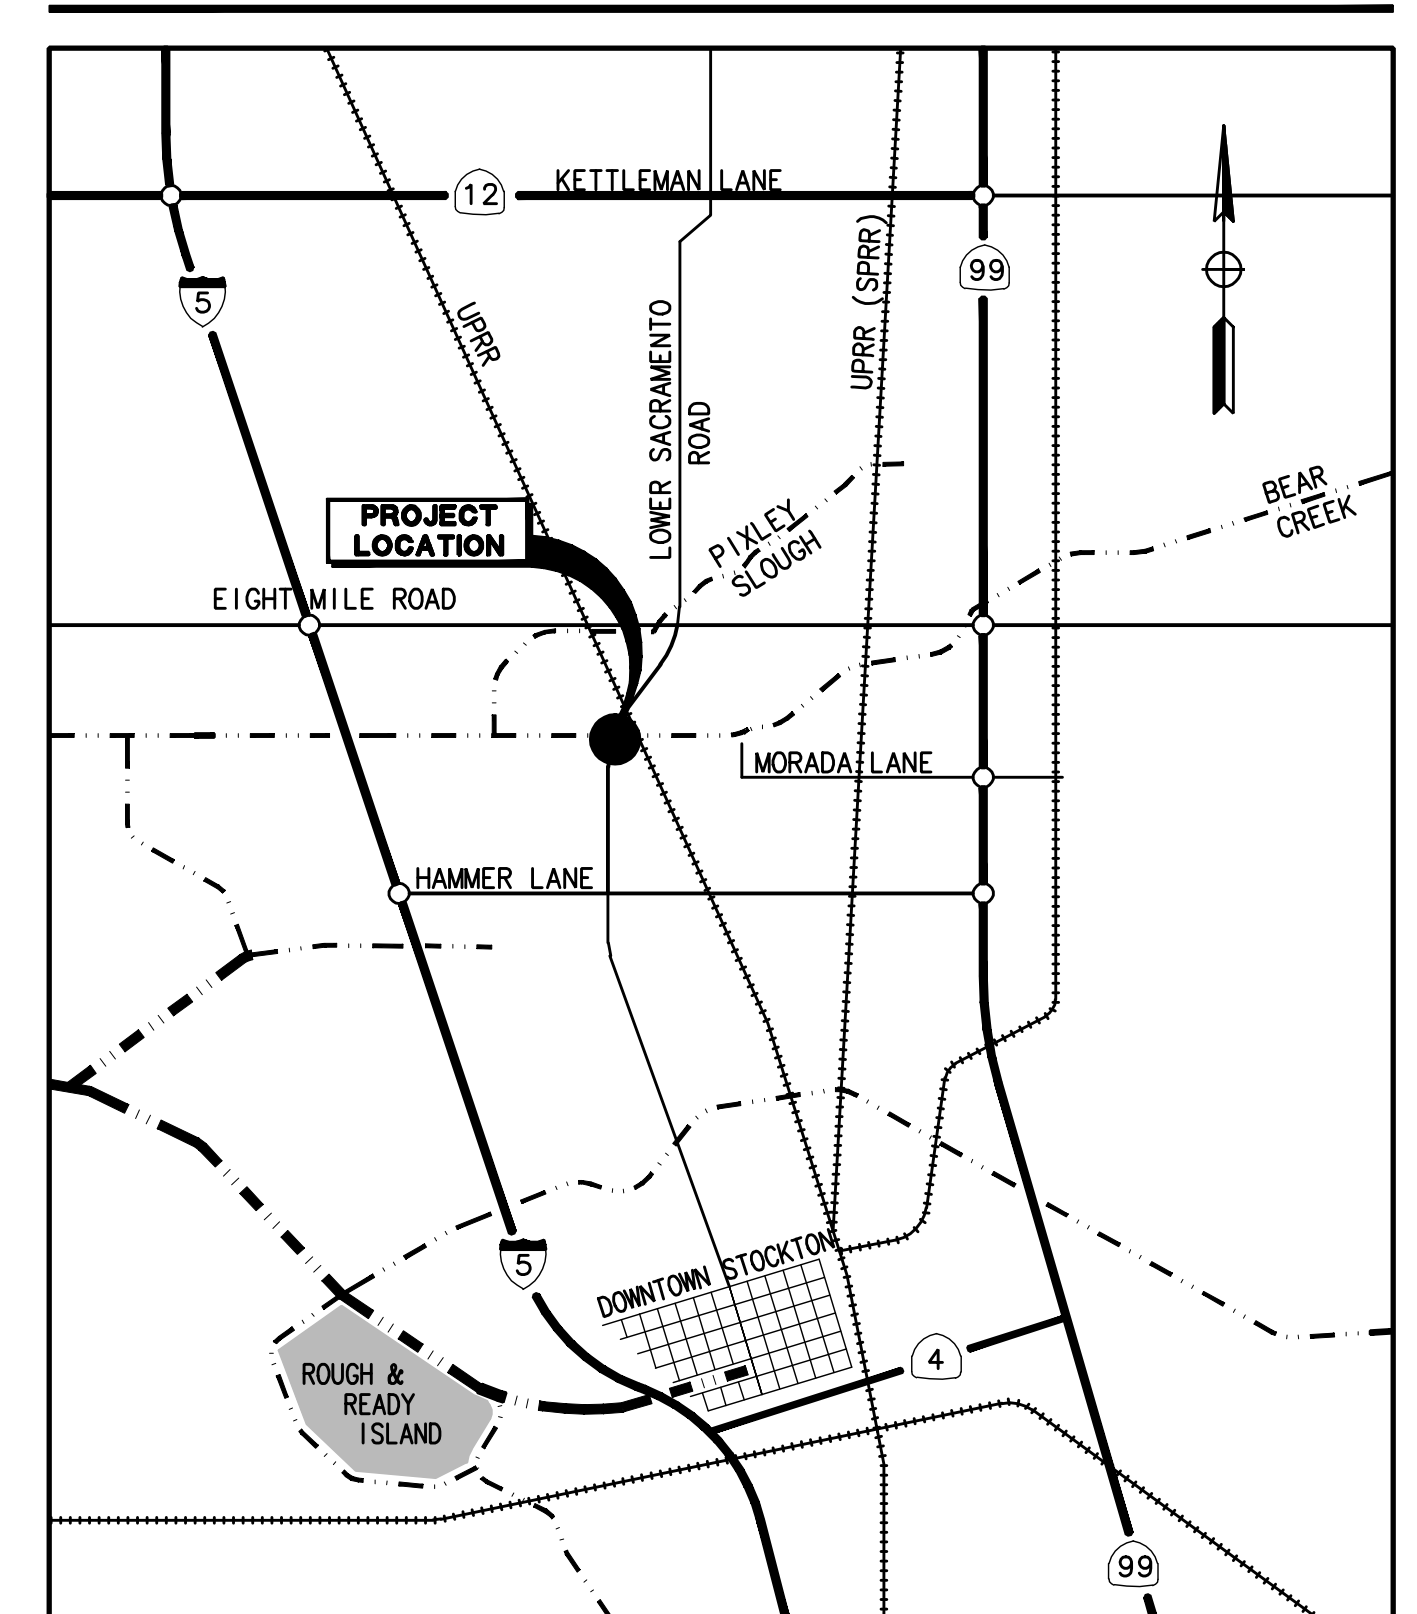 KETTLEMAN LANE
12
5
99
UPRR
UPRR (SPRR)
LOWER SACRAMENTO
ROAD
PROJECT
LOCATION
PIXLEY
SLOUGH
BEAR
CREEK
EIGHT MILE ROAD
MORADA LANE
HAMMER LANE
5
DOWNTOWN STOCKTON
4
ROUGH &
READY
ISLAND
99